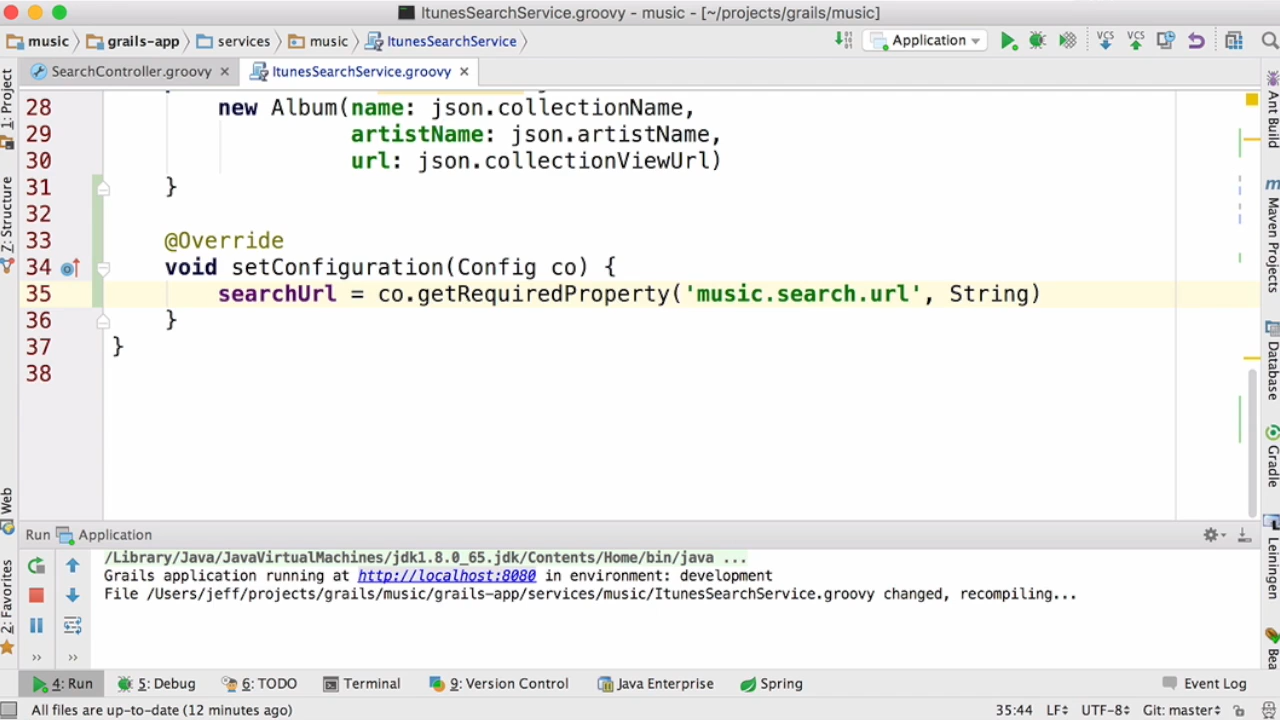 ItunesSearchService.groovy - music - [~/projects/grails/music]
music grails-app services music ItunesSearchService Application VCS VCS
SearchController.groovy × ItunesSearchService.groovy ×
28 new Album(name: json.collectionName,
29 artistName: json.artistName,
30 url: json.collectionViewUrl)
31 }
32
33 @Override
34 void setConfiguration(Config co) {
35 searchUrl = co.getRequiredProperty('music.search.url', String)
36 }
37 }
38
1: Project
Z: Structure
Web
2: Favorites
Ant Build
m Maven Projects
Database
Gradle
Leiningen
Bea
Run Application
/Library/Java/JavaVirtualMachines/jdk1.8.0_65.jdk/Contents/Home/bin/java ...
Grails application running at http://localhost:8080 in environment: development
File /Users/jeff/projects/grails/music/grails-app/services/music/ItunesSearchService.groovy changed, recompiling...
>> >>
4: Run 5: Debug 6: TODO Terminal 9: Version Control Java Enterprise Spring Event Log
All files are up-to-date (12 minutes ago) 35:44 LF UTF-8 Git: master